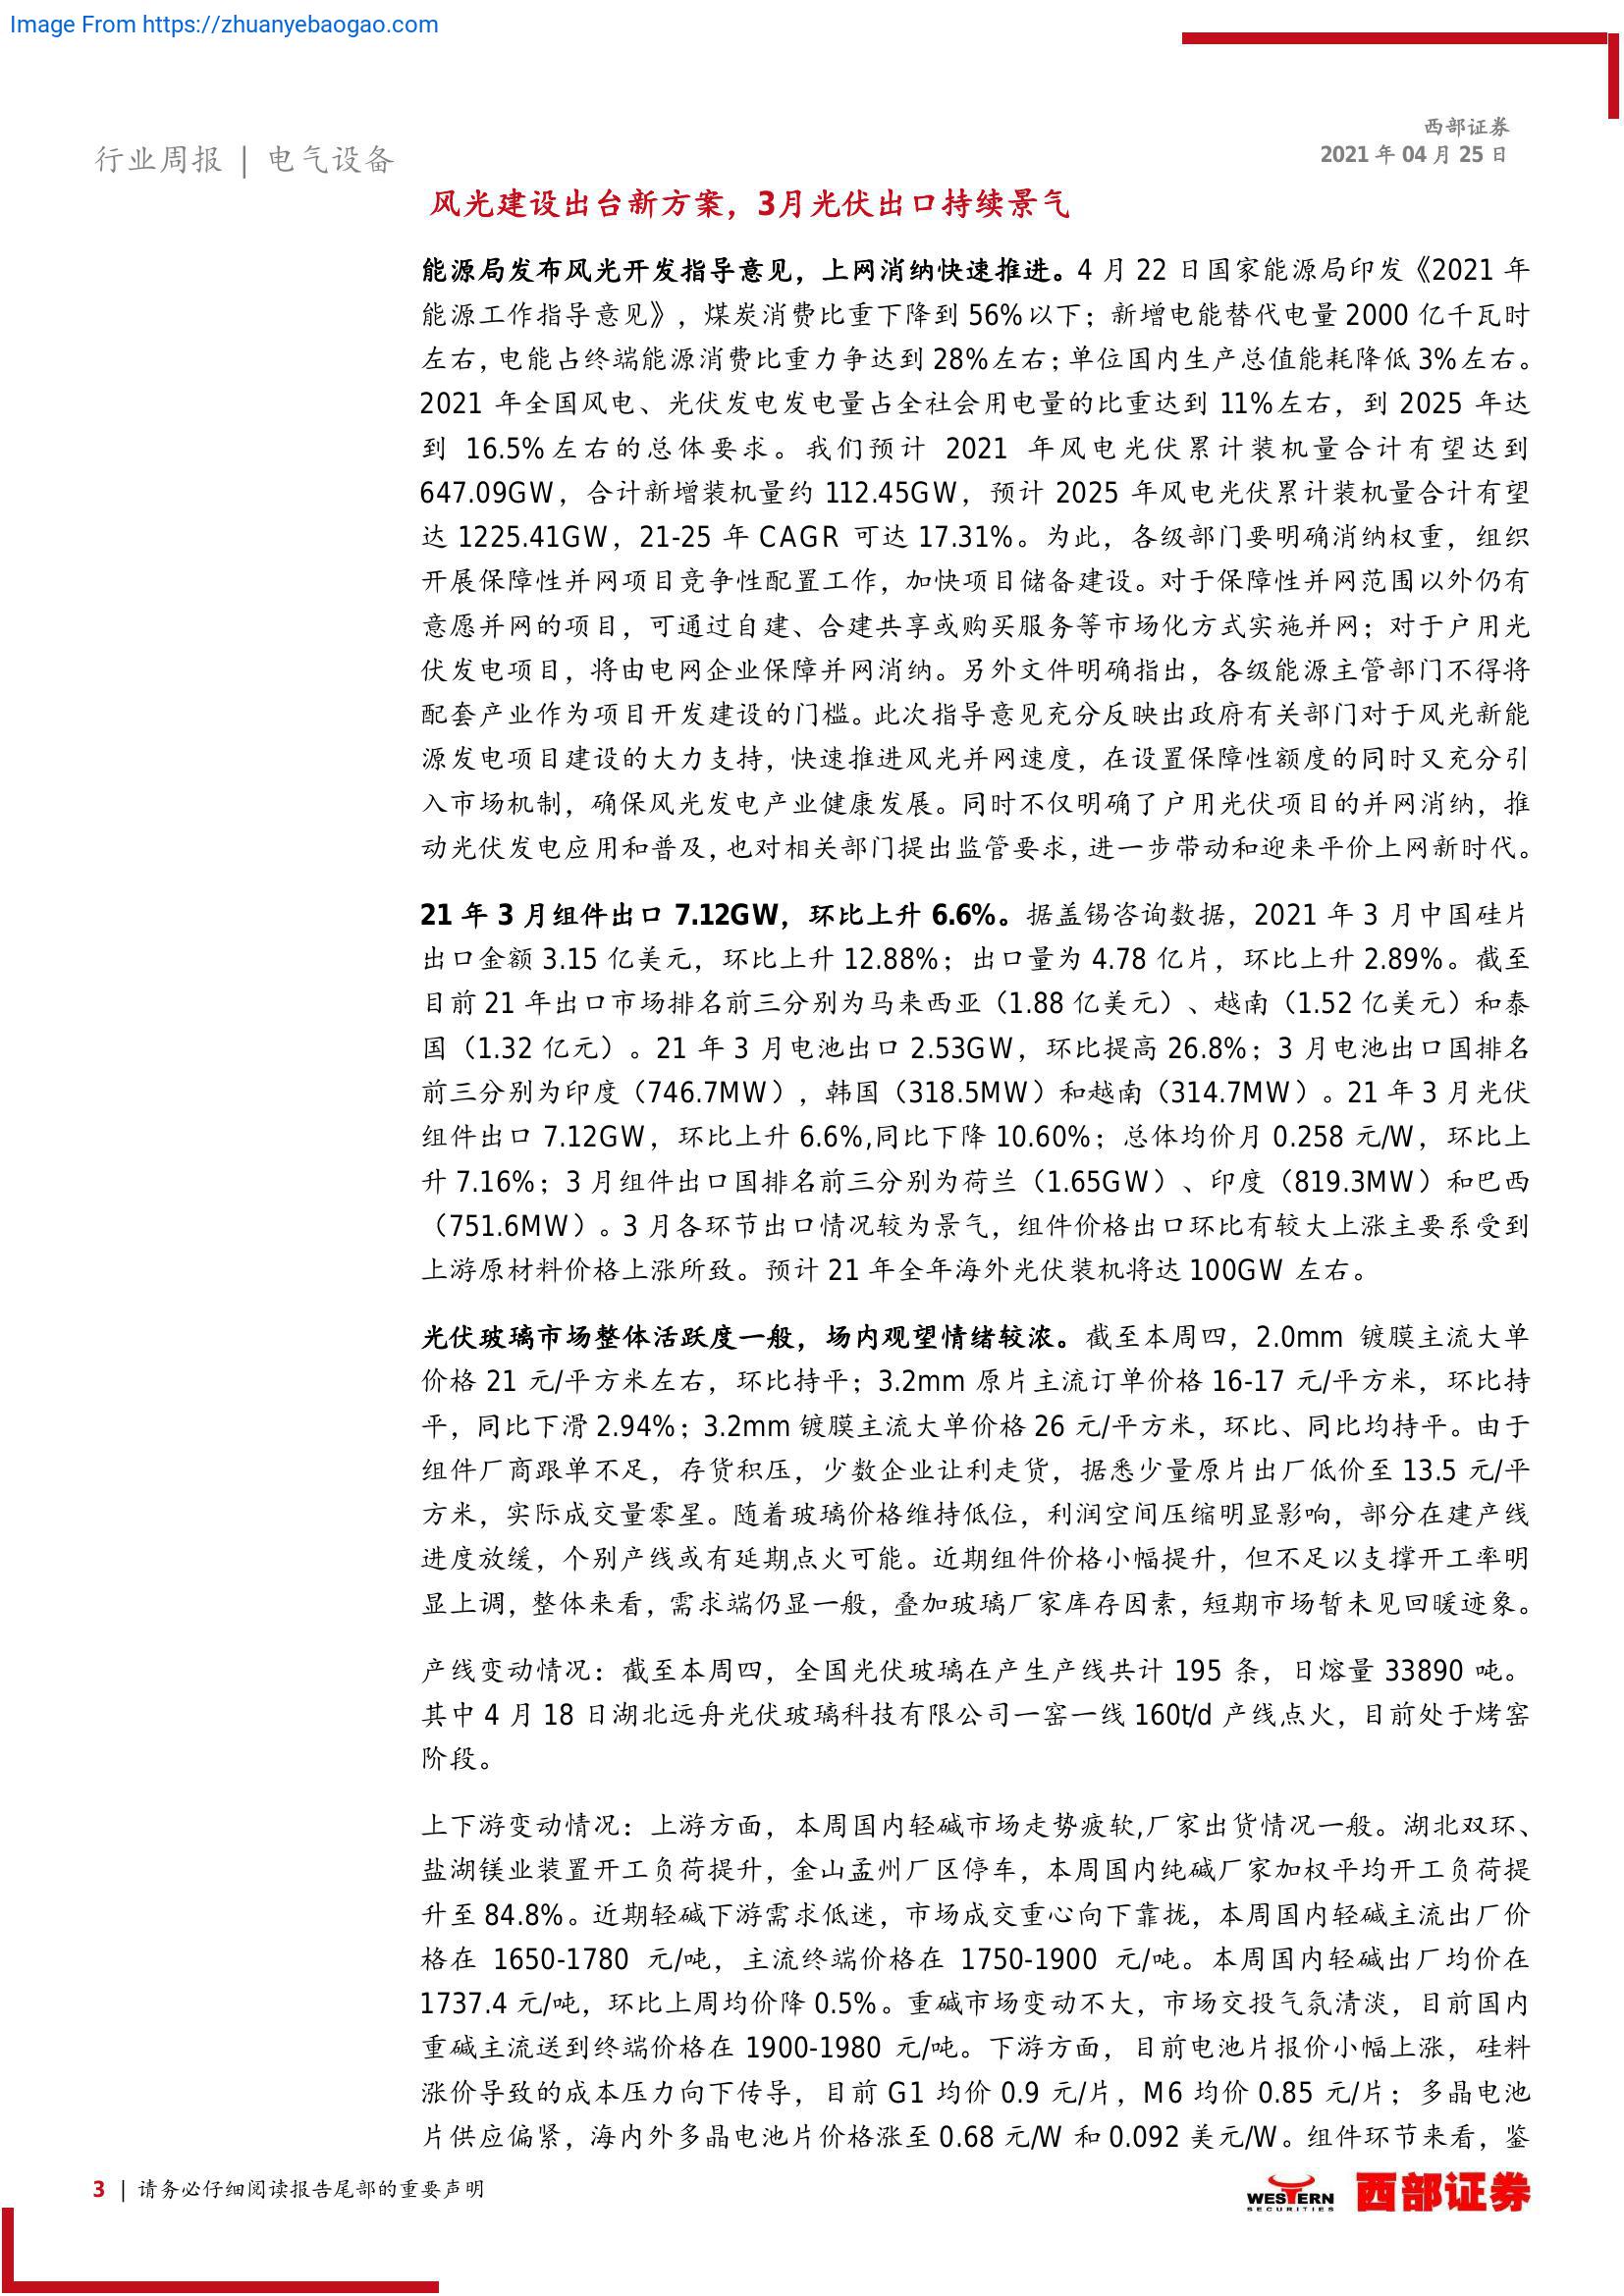 Image From https://zhuanyebaogao.com
西部证券
2021 年 04 月 25 日
行业周报 | 电气设备
风光建设出台新方案，3月光伏出口持续景气
能源局发布风光开发指导意见，上网消纳快速推进。4 月 22 日国家能源局印发《2021 年
能源工作指导意见》，煤炭消费比重下降到 56%以下；新增电能替代电量 2000 亿千瓦时
左右，电能占终端能源消费比重力争达到 28%左右；单位国内生产总值能耗降低 3%左右。
2021 年全国风电、光伏发电发电量占全社会用电量的比重达到 11%左右，到 2025 年达
到 16.5%左右的总体要求。我们预计 2021 年风电光伏累计装机量合计有望达到
647.09GW，合计新增装机量约 112.45GW，预计 2025 年风电光伏累计装机量合计有望
达 1225.41GW，21-25 年 CAGR 可达 17.31%。为此，各级部门要明确消纳权重，组织
开展保障性并网项目竞争性配置工作，加快项目储备建设。对于保障性并网范围以外仍有
意愿并网的项目，可通过自建、合建共享或购买服务等市场化方式实施并网；对于户用光
伏发电项目，将由电网企业保障并网消纳。另外文件明确指出，各级能源主管部门不得将
配套产业作为项目开发建设的门槛。此次指导意见充分反映出政府有关部门对于风光新能
源发电项目建设的大力支持，快速推进风光并网速度，在设置保障性额度的同时又充分引
入市场机制，确保风光发电产业健康发展。同时不仅明确了户用光伏项目的并网消纳，推
动光伏发电应用和普及，也对相关部门提出监管要求，进一步带动和迎来平价上网新时代。
21 年 3 月组件出口 7.12GW，环比上升 6.6%。据盖锡咨询数据，2021 年 3 月中国硅片
出口金额 3.15 亿美元，环比上升 12.88%；出口量为 4.78 亿片，环比上升 2.89%。截至
目前 21 年出口市场排名前三分别为马来西亚（1.88 亿美元）、越南（1.52 亿美元）和泰
国（1.32 亿元）。21 年 3 月电池出口 2.53GW，环比提高 26.8%；3 月电池出口国排名
前三分别为印度（746.7MW），韩国（318.5MW）和越南（314.7MW）。21 年 3 月光伏
组件出口 7.12GW，环比上升 6.6%,同比下降 10.60%；总体均价月 0.258 元/W，环比上
升 7.16%；3 月组件出口国排名前三分别为荷兰（1.65GW）、印度（819.3MW）和巴西
（751.6MW）。3 月各环节出口情况较为景气，组件价格出口环比有较大上涨主要系受到
上游原材料价格上涨所致。预计 21 年全年海外光伏装机将达 100GW 左右。
光伏玻璃市场整体活跃度一般，场内观望情绪较浓。截至本周四，2.0mm 镀膜主流大单
价格 21 元/平方米左右，环比持平；3.2mm 原片主流订单价格 16-17 元/平方米，环比持
平，同比下滑 2.94%；3.2mm 镀膜主流大单价格 26 元/平方米，环比、同比均持平。由于
组件厂商跟单不足，存货积压，少数企业让利走货，据悉少量原片出厂低价至 13.5 元/平
方米，实际成交量零星。随着玻璃价格维持低位，利润空间压缩明显影响，部分在建产线
进度放缓，个别产线或有延期点火可能。近期组件价格小幅提升，但不足以支撑开工率明
显上调，整体来看，需求端仍显一般，叠加玻璃厂家库存因素，短期市场暂未见回暖迹象。
产线变动情况：截至本周四，全国光伏玻璃在产生产线共计 195 条，日熔量 33890 吨。
其中 4 月 18 日湖北远舟光伏玻璃科技有限公司一窑一线 160t/d 产线点火，目前处于烤窑
阶段。
上下游变动情况：上游方面，本周国内轻碱市场走势疲软,厂家出货情况一般。湖北双环、
盐湖镁业装置开工负荷提升，金山孟州厂区停车，本周国内纯碱厂家加权平均开工负荷提
升至 84.8%。近期轻碱下游需求低迷，市场成交重心向下靠拢，本周国内轻碱主流出厂价
格在 1650-1780 元/吨，主流终端价格在 1750-1900 元/吨。本周国内轻碱出厂均价在
1737.4 元/吨，环比上周均价降 0.5%。重碱市场变动不大，市场交投气氛清淡，目前国内
重碱主流送到终端价格在 1900-1980 元/吨。下游方面，目前电池片报价小幅上涨，硅料
涨价导致的成本压力向下传导，目前 G1 均价 0.9 元/片，M6 均价 0.85 元/片；多晶电池
片供应偏紧，海内外多晶电池片价格涨至 0.68 元/W 和 0.092 美元/W。组件环节来看，鉴
3 | 请务必仔细阅读报告尾部的重要声明
WESTERN
SECURITIES
西部证券